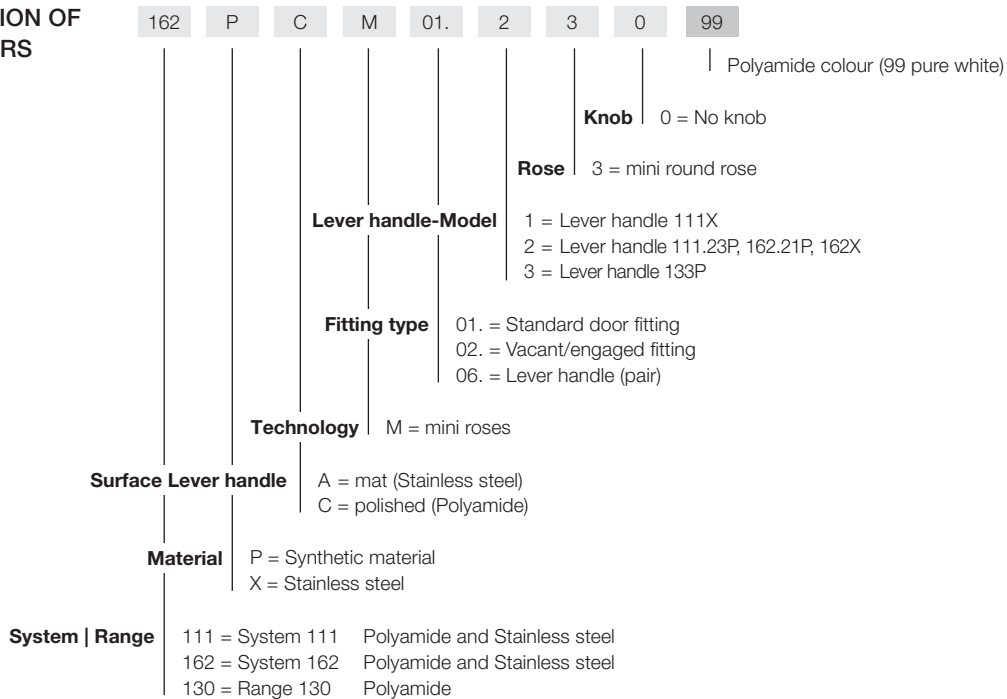 162 P C M 01. 2 3 0 99
Polyamide colour (99 pure white)
Knob 0 = No knob
Rose 3 = mini round rose
Lever handle-Model 1 = Lever handle 111X
2 = Lever handle 111.23P, 162.21P, 162X
3 = Lever handle 133P
Fitting type 01. = Standard door fitting
02. = Vacant/engaged fitting
06. = Lever handle (pair)
Technology M = mini roses
Surface Lever handle A = mat (Stainless steel)
C = polished (Polyamide)
Material P = Synthetic material
X = Stainless steel
System | Range 111 = System 111 Polyamide and Stainless steel
162 = System 162 Polyamide and Stainless steel
130 = Range 130 Polyamide